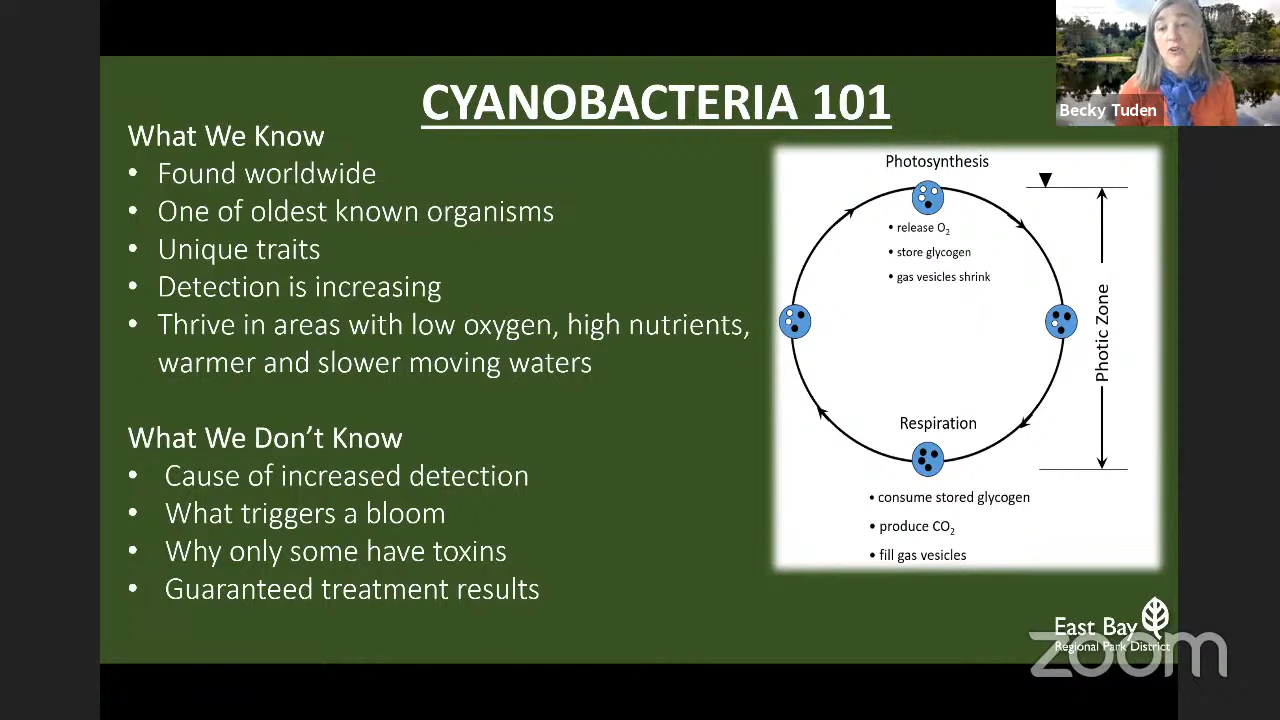 CYANOBACTERIA 101
Becky Tuden
What We Know
• Found worldwide
• One of oldest known organisms
• Unique traits
• Detection is increasing
• Thrive in areas with low oxygen, high nutrients,
warmer and slower moving waters
What We Don't Know
• Cause of increased detection
• What triggers a bloom
• Why only some have toxins
• Guaranteed treatment results
Photosynthesis
• release O₂
• store glycogen
• gas vesicles shrink
Photic Zone
Respiration
• consume stored glycogen
• produce CO₂
• fill gas vesicles
East Bay
Regional Park District
zoom